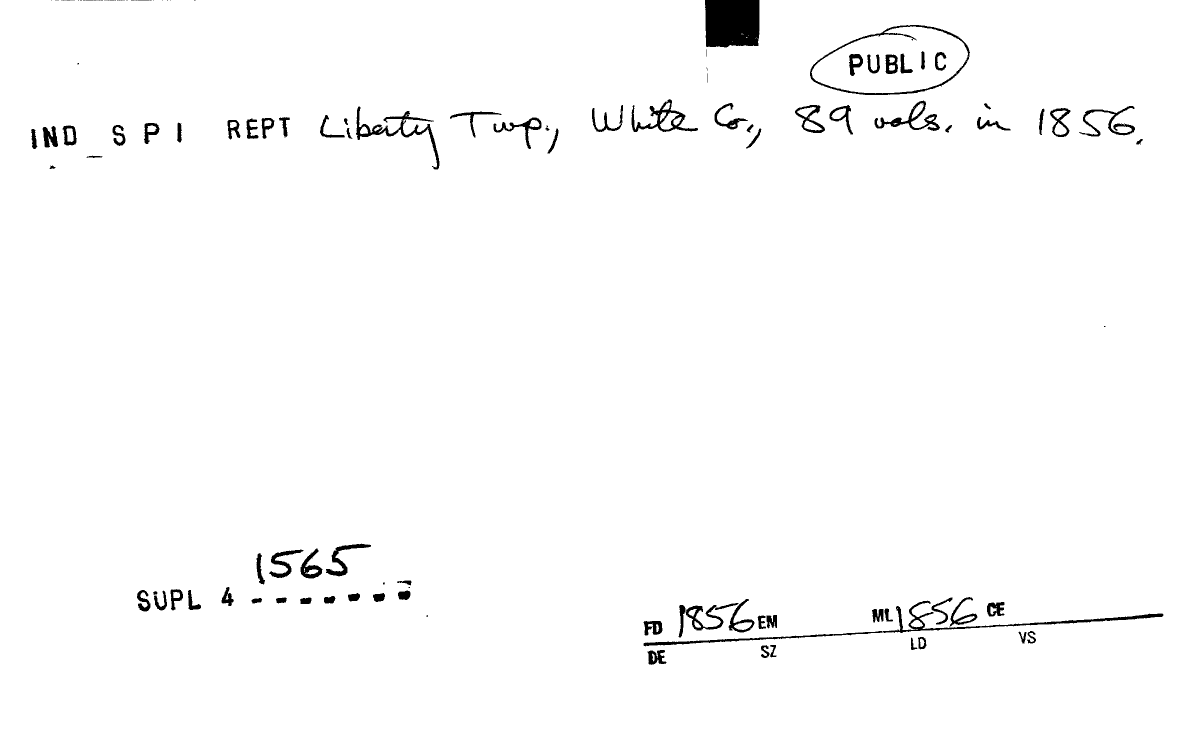 PUBLIC
IND_SPI REPT Liberty Twp., White Co., 89 vols. in 1856.
1565
SUPL 4 -------
FD 1856 EM ML 1856 CE
DE SZ LD VS